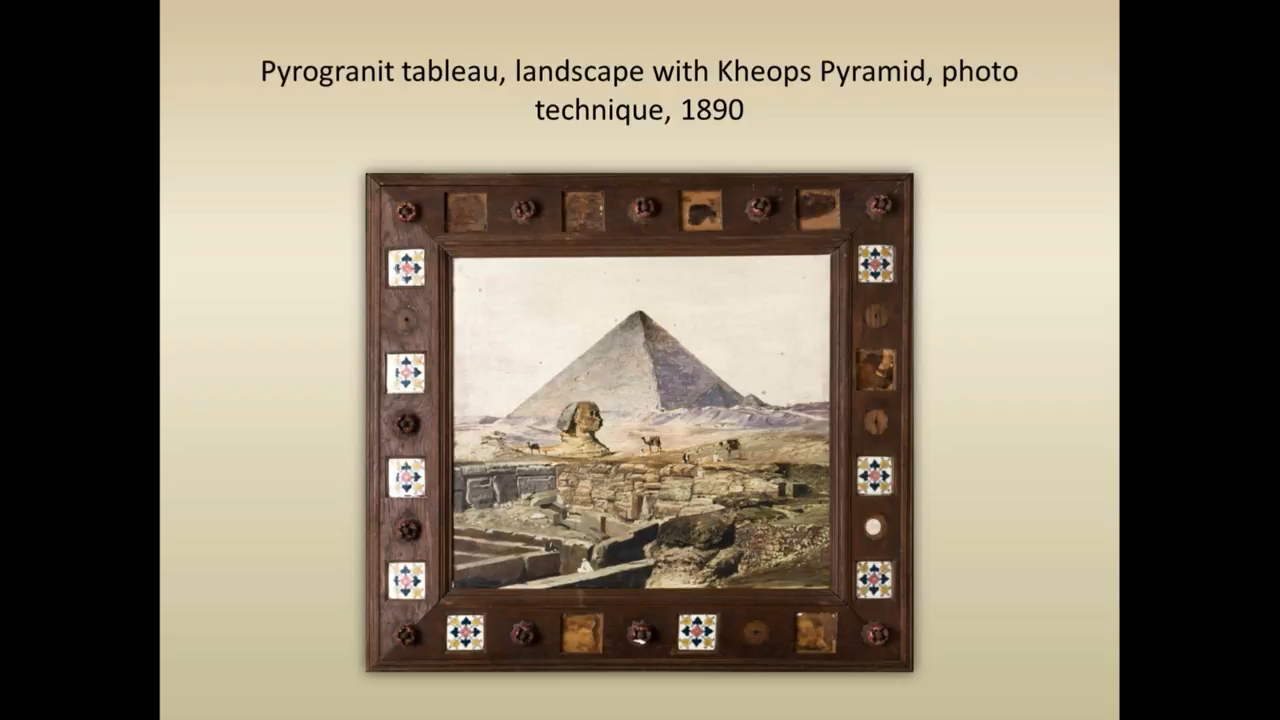 Pyrogranit tableau, landscape with Kheops Pyramid, photo
technique, 1890